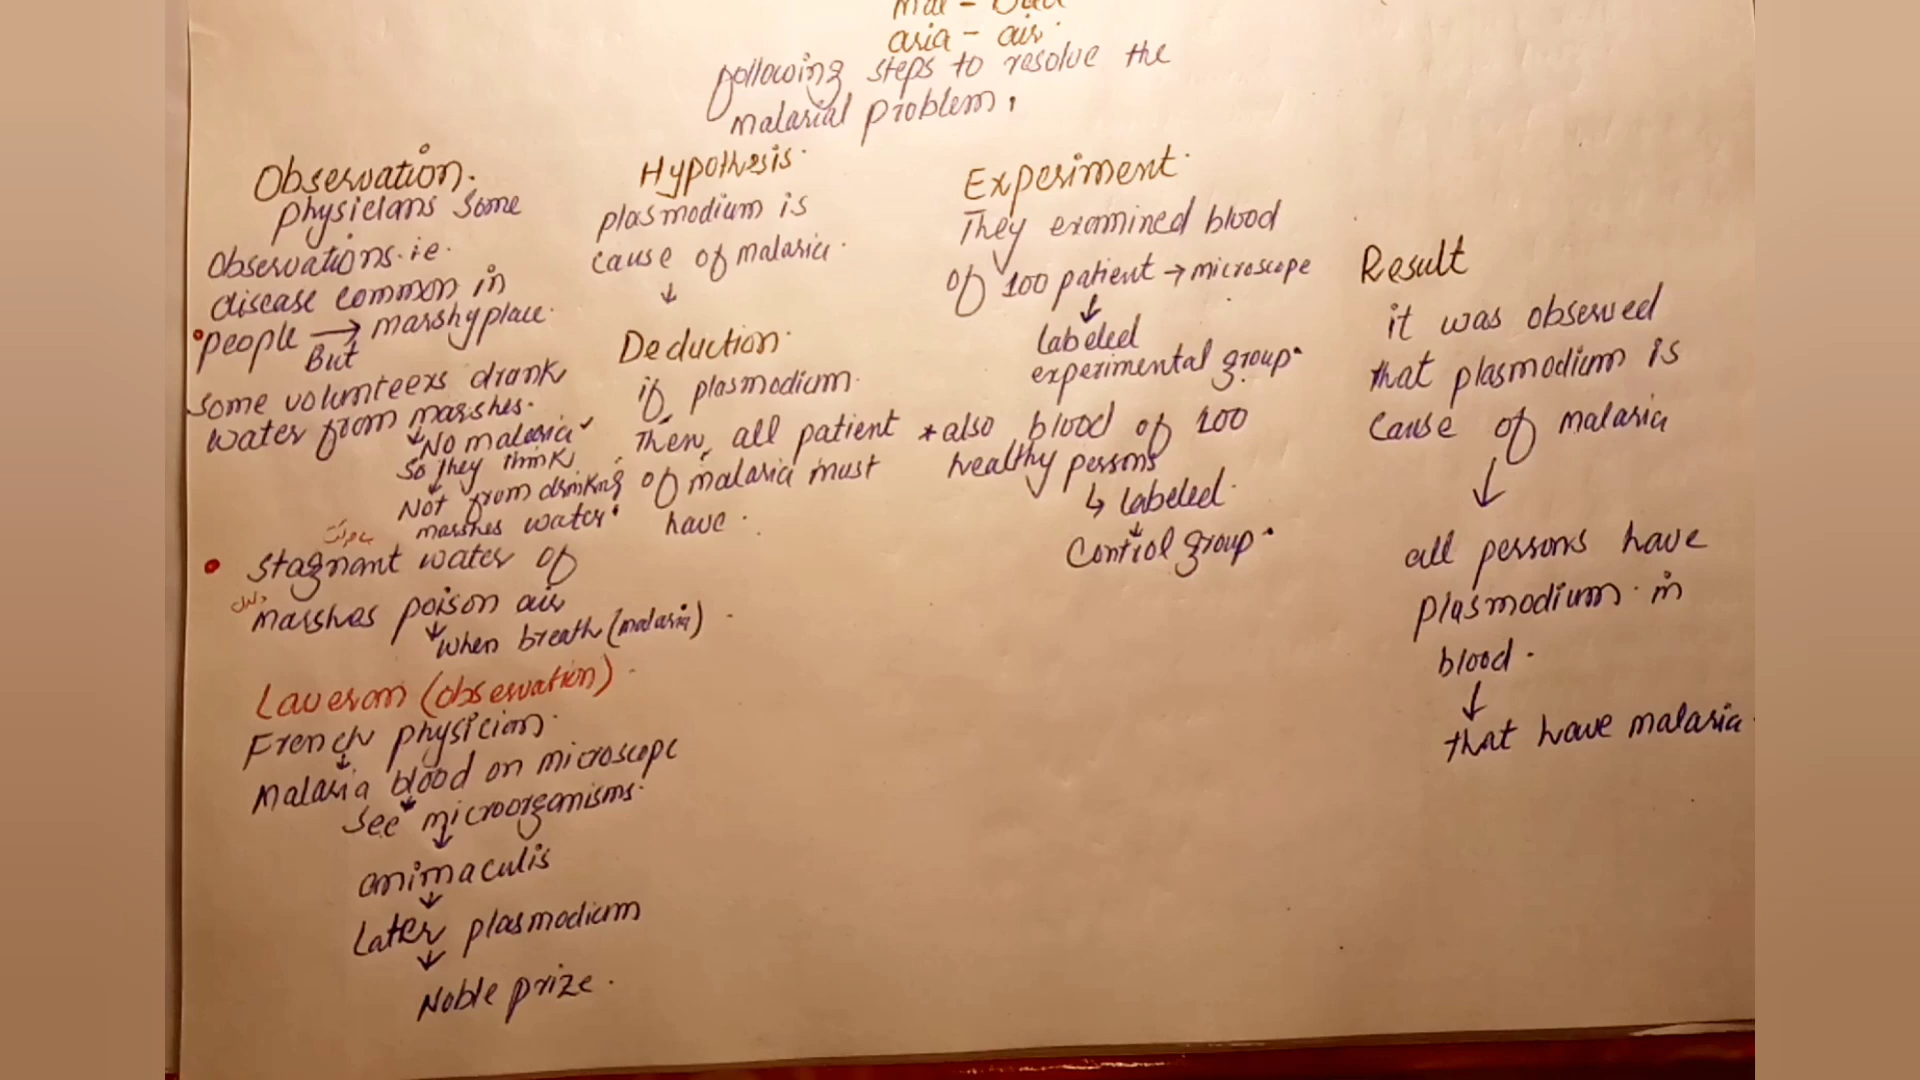 aria - air.
following steps to resolve the
malarial problem.
Observation.
physicians some
Observations. i.e.
disease common in
people → marshy place.
But
some volunteers drank
water from marshes.
↓ No malaria
So they think
↓
Not from drinking
marshes water.
stagnant water of
marshes poison air
↓ when breath (malaria)
Laveran (observation)
French physician.
↓
malaria blood on microscope
↓
see microorganisms.
↓
animaculis
↓
Later plasmodium
↓
Noble prize.
Hypothesis.
plasmodium is
cause of malaria.
↓
Deduction.
if plasmodium
Then, all patient
of malaria must
have.
Experiment.
They examined blood
of 100 patient → microscope
↓
labeled
experimental group.
*also blood of 100
healthy persons
↳ labeled.
↓
Control group.
Result
it was observed
that plasmodium is
cause of malaria
↓
all persons have
plasmodium in
blood.
↓
that have malaria.